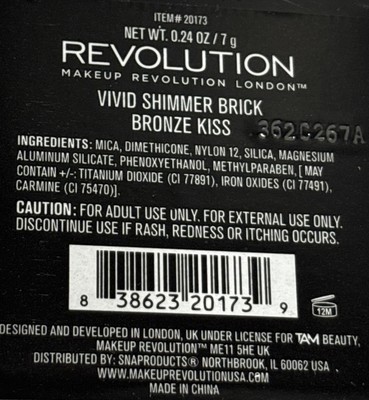 ITEM# 20173
NET WT. 0.24 OZ / 7 g
REVOLUTION
MAKEUP REVOLUTION LONDON™
VIVID SHIMMER BRICK
BRONZE KISS
362C267A
INGREDIENTS: MICA, DIMETHICONE, NYLON 12, SILICA, MAGNESIUM
ALUMINUM SILICATE, PHENOXYETHANOL, METHYLPARABEN, [ MAY
CONTAIN +/-: TITANIUM DIOXIDE (CI 77891), IRON OXIDES (CI 77491),
CARMINE (CI 75470)].
CAUTION: FOR ADULT USE ONLY. FOR EXTERNAL USE ONLY.
DISCONTINUE USE IF RASH, REDNESS OR ITCHING OCCURS.
8 38623 20173 9
12M
DESIGNED AND DEVELOPED IN LONDON, UK UNDER LICENSE FOR TAM BEAUTY,
MAKEUP REVOLUTION™ ME11 5HE UK
DISTRIBUTED BY: SNAPRODUCTS® NORTHBROOK, IL 60062 USA
WWW.MAKEUPREVOLUTIONUSA.COM
MADE IN CHINA